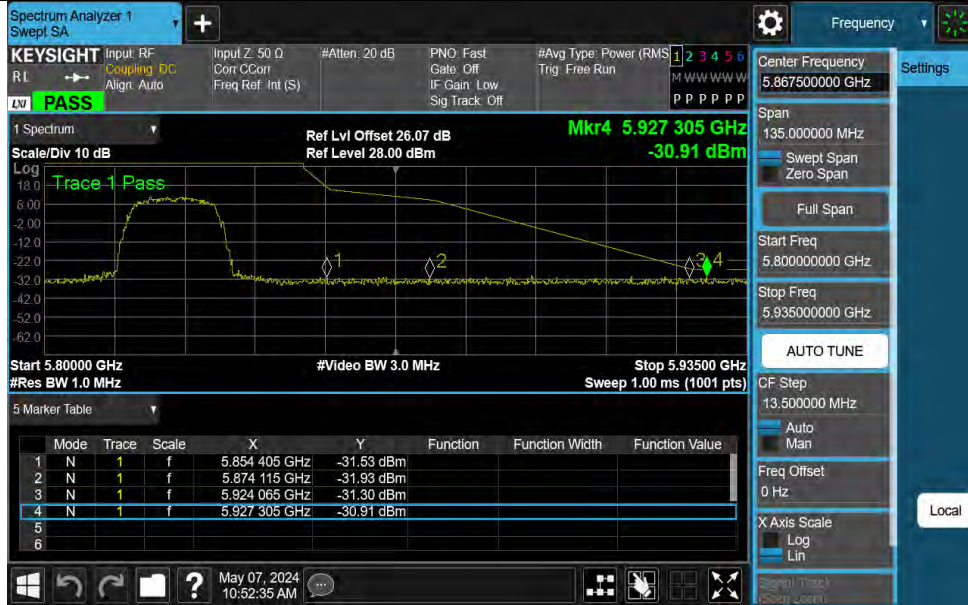 Spectrum Analyzer 1
Swept SA
Frequency
KEYSIGHT
RL
LXI
PASS
Input: RF
Coupling: DC
Align: Auto
Input Z: 50 Ω
Corr CCorr
Freq Ref: Int (S)
#Atten: 20 dB
PNO: Fast
Gate: Off
IF Gain: Low
Sig Track: Off
#Avg Type: Power (RMS
Trig: Free Run
1 2 3 4 5 6
M W W W W W
P P P P P P
1 Spectrum
Scale/Div 10 dB
Ref Lvl Offset 26.07 dB
Ref Level 28.00 dBm
Mkr4 5.927 305 GHz
-30.91 dBm
Log
Trace 1 Pass
18.0
8.00
-2.00
-12.0
-22.0
-32.0
-42.0
-52.0
-62.0
1
2
3
4
Start 5.80000 GHz
#Video BW 3.0 MHz
Stop 5.93500 GHz
#Res BW 1.0 MHz
Sweep 1.00 ms (1001 pts)
5 Marker Table
Mode Trace Scale X Y Function Function Width Function Value
1 N 1 f 5.854 405 GHz -31.53 dBm
2 N 1 f 5.874 115 GHz -31.93 dBm
3 N 1 f 5.924 065 GHz -31.30 dBm
4 N 1 f 5.927 305 GHz -30.91 dBm
5
6
May 07, 2024
10:52:35 AM
Center Frequency
5.867500000 GHz
Settings
Span
135.000000 MHz
Swept Span
Zero Span
Full Span
Start Freq
5.800000000 GHz
Stop Freq
5.935000000 GHz
AUTO TUNE
CF Step
13.500000 MHz
Auto
Man
Freq Offset
0 Hz
Local
X Axis Scale
Log
Lin
Signal Track
(Span Zoom)